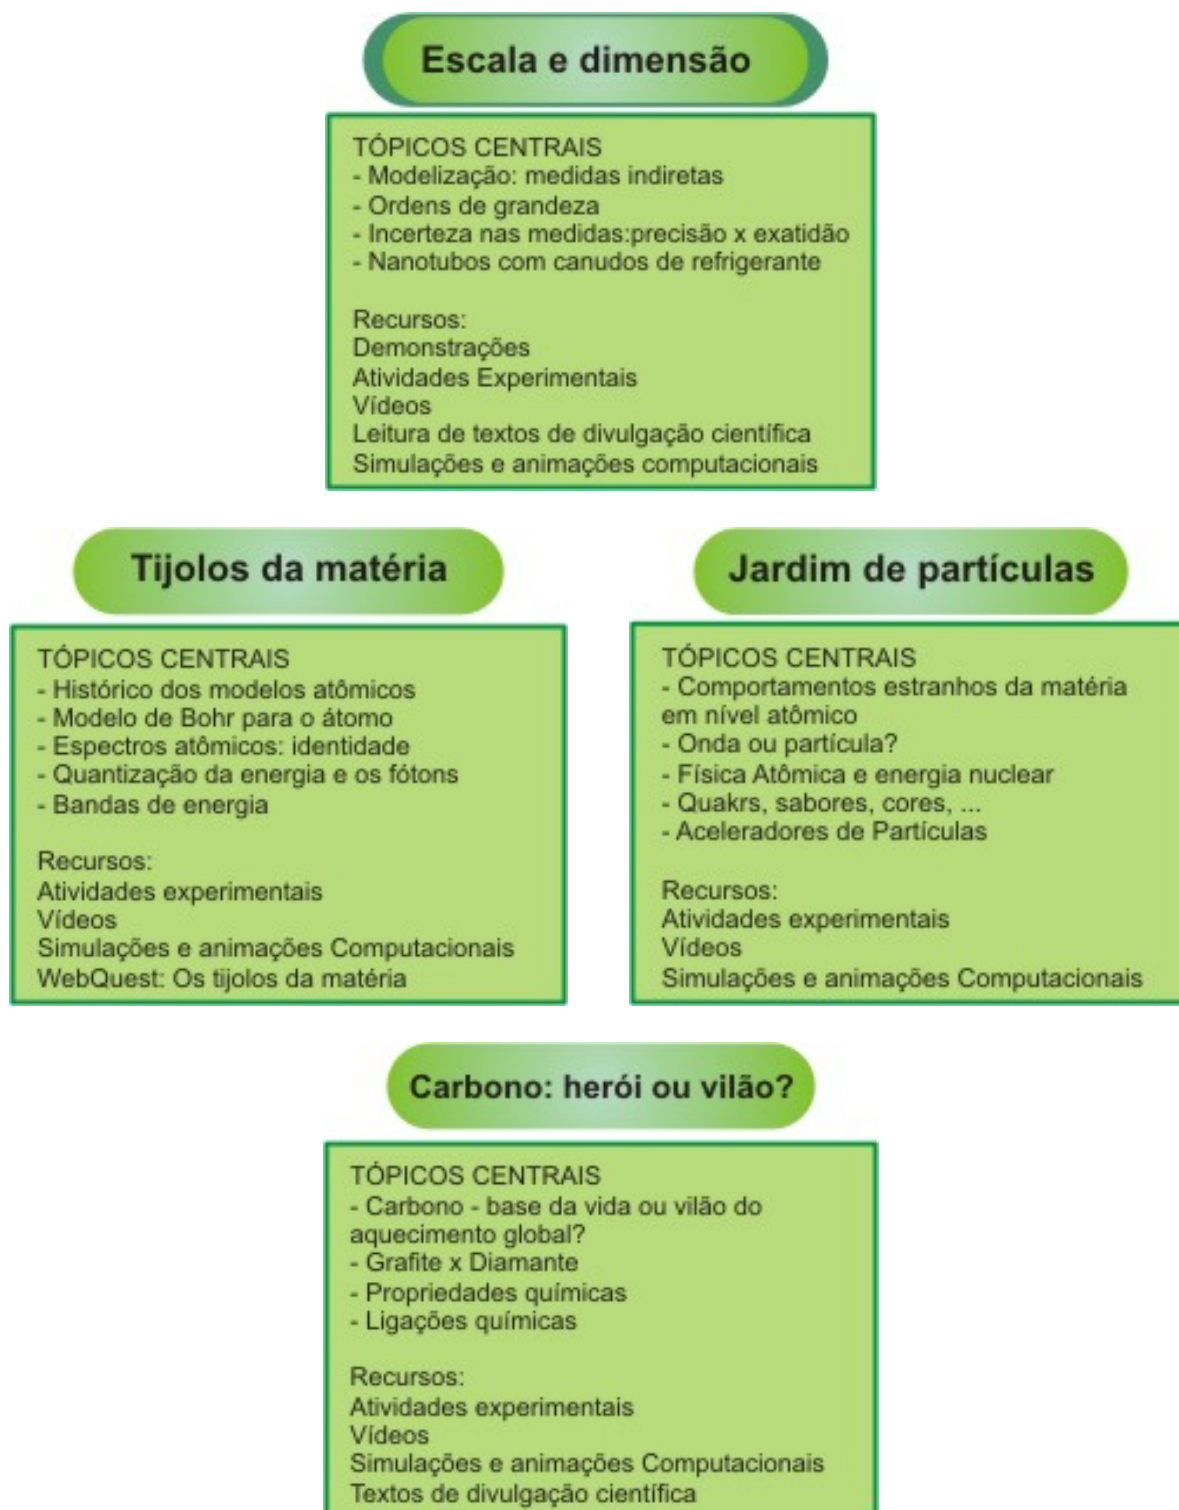 Escala e dimensão
TÓPICOS CENTRAIS
- Modelização: medidas indiretas
- Ordens de grandeza
- Incerteza nas medidas:precisão x exatidão
- Nanotubos com canudos de refrigerante
Recursos:
Demonstrações
Atividades Experimentais
Vídeos
Leitura de textos de divulgação científica
Simulações e animações computacionais
Tijolos da matéria
TÓPICOS CENTRAIS
- Histórico dos modelos atômicos
- Modelo de Bohr para o átomo
- Espectros atômicos: identidade
- Quantização da energia e os fótons
- Bandas de energia
Recursos:
Atividades experimentais
Vídeos
Simulações e animações Computacionais
WebQuest: Os tijolos da matéria
Jardim de partículas
TÓPICOS CENTRAIS
- Comportamentos estranhos da matéria
em nível atômico
- Onda ou partícula?
- Física Atômica e energia nuclear
- Quakrs, sabores, cores, ...
- Aceleradores de Partículas
Recursos:
Atividades experimentais
Vídeos
Simulações e animações Computacionais
Carbono: herói ou vilão?
TÓPICOS CENTRAIS
- Carbono - base da vida ou vilão do
aquecimento global?
- Grafite x Diamante
- Propriedades químicas
- Ligações químicas
Recursos:
Atividades experimentais
Vídeos
Simulações e animações Computacionais
Textos de divulgação científica